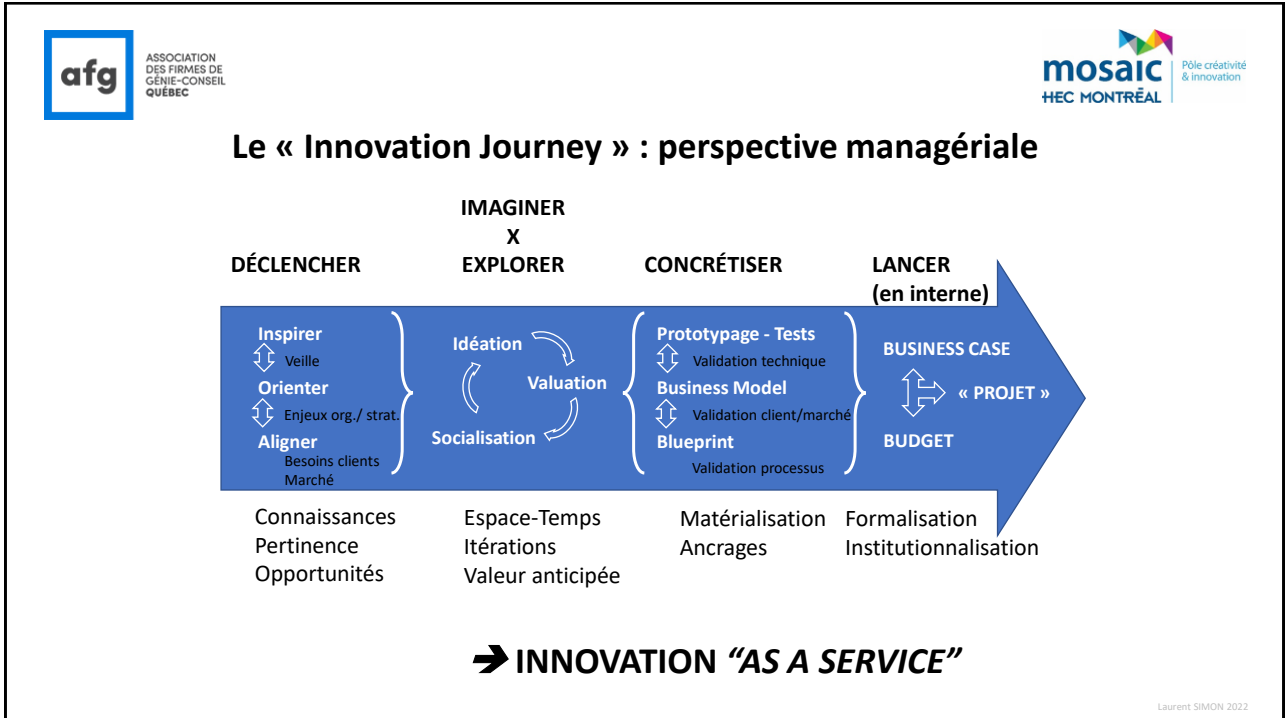 afg
ASSOCIATION
DES FIRMES DE
GÉNIE-CONSEIL
QUÉBEC
mosaic
HEC MONTRÉAL
Pôle créativité
& innovation
Le « Innovation Journey » : perspective managériale
DÉCLENCHER
IMAGINER
X
EXPLORER
CONCRÉTISER
LANCER
(en interne)
Inspirer
Veille
Orienter
Enjeux org./ strat.
Aligner
Besoins clients
Marché
Idéation
Valuation
Socialisation
Prototypage - Tests
Validation technique
Business Model
Validation client/marché
Blueprint
Validation processus
BUSINESS CASE
« PROJET »
BUDGET
Connaissances
Pertinence
Opportunités
Espace-Temps
Itérations
Valeur anticipée
Matérialisation
Ancrages
Formalisation
Institutionnalisation
➔ INNOVATION “AS A SERVICE”
Laurent SIMON 2022